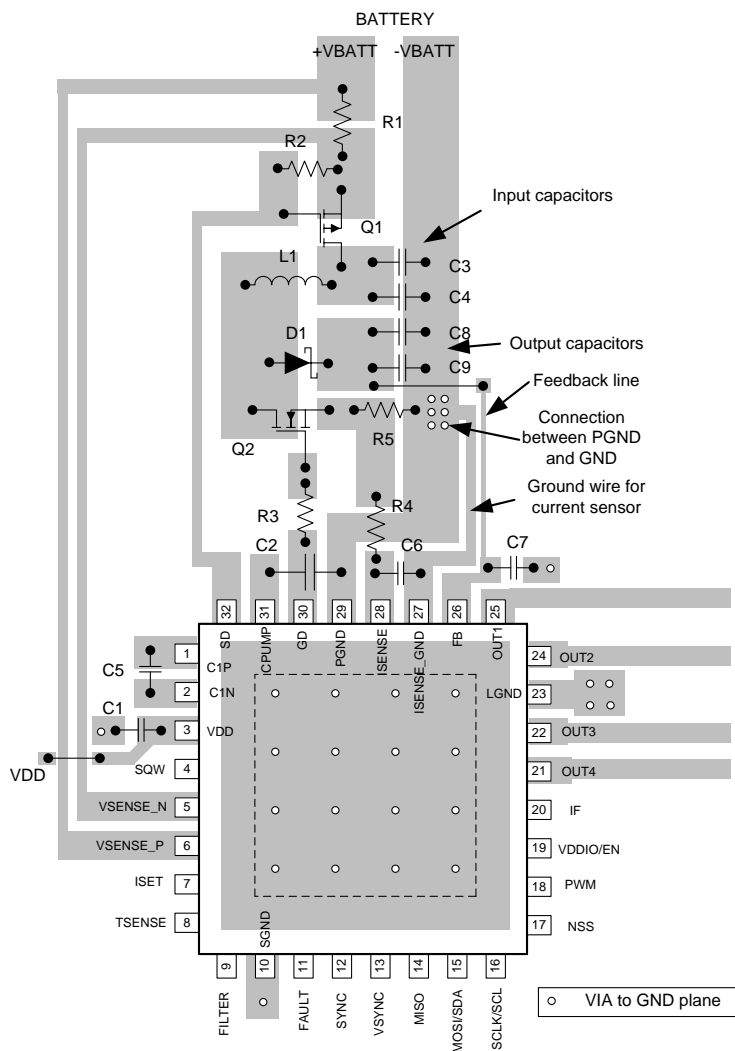 BATTERY
+VBATT -VBATT
R1
R2
Input capacitors
Q1
L1
C3
C4
D1
C8
Output capacitors
C9
Feedback line
R5
Connection
between PGND
and GND
Q2
R4
Ground wire for
current sensor
R3
C2
C6
C7
32 31 30 29 28 27 26 25
SD CPUMP GD PGND ISENSE ISENSE_GND FB OUT1
1 C1P
C5
2 C1N
C1
3 VDD
VDD
SQW 4
VSENSE_N 5
VSENSE_P 6
ISET 7
TSENSE 8
24 OUT2
LGND 23
22 OUT3
21 OUT4
20 IF
19 VDDIO/EN
18 PWM
17 NSS
SGND
9 10 11 12 13 14 15 16
FILTER FAULT SYNC VSYNC MISO MOSI/SDA SCLK/SCL
VIA to GND plane